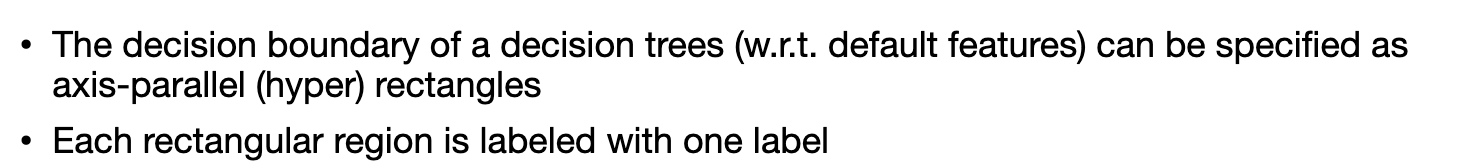 • The decision boundary of a decision trees (w.r.t. default features) can be specified as
axis-parallel (hyper) rectangles
• Each rectangular region is labeled with one label